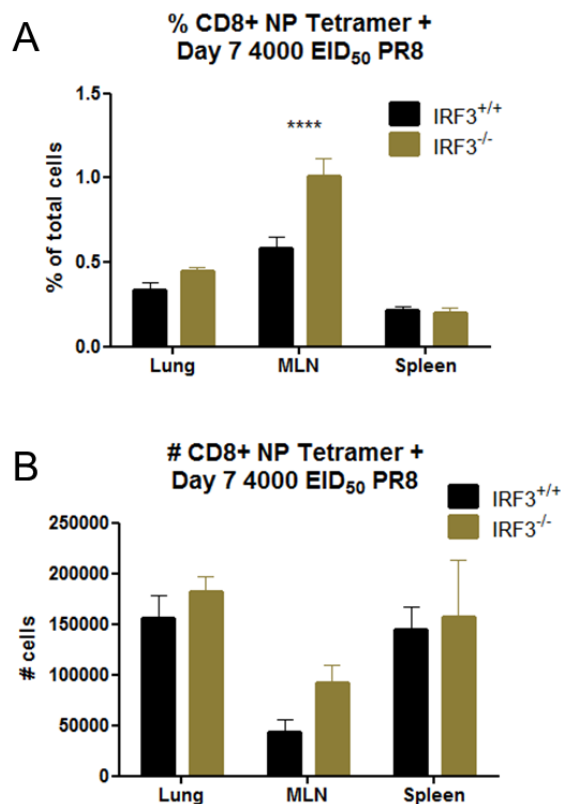 A
% CD8+ NP Tetramer +
Day 7 4000 EID50 PR8
IRF3+/+
IRF3-/-
****
% of total cells
1.5
1.0
0.5
0.0
Lung MLN Spleen
B
# CD8+ NP Tetramer +
Day 7 4000 EID50 PR8
IRF3+/+
IRF3-/-
# cells
250000
200000
150000
100000
50000
0
Lung MLN Spleen